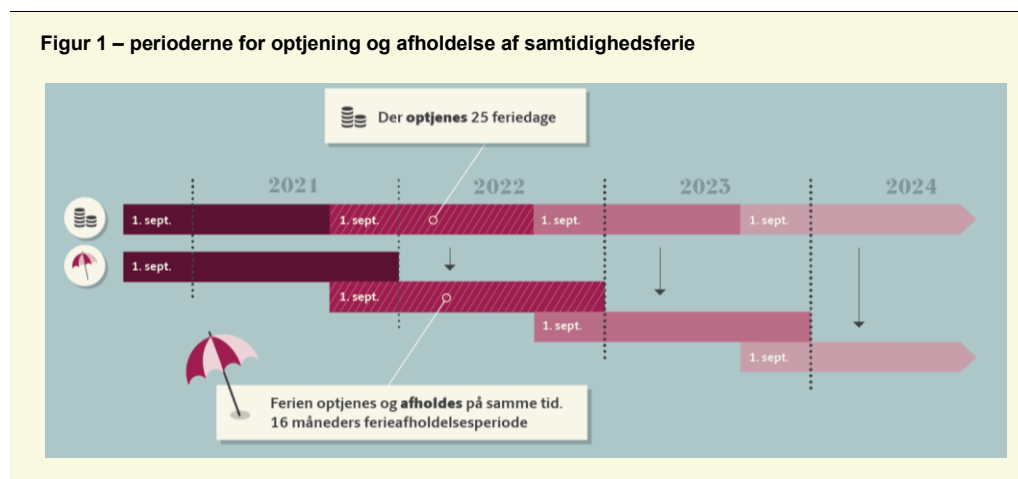 Figur 1 – perioderne for optjening og afholdelse af samtidighedsferie
Der optjenes 25 feriedage
2021
2022
2023
2024
1. sept.
1. sept.
1. sept.
1. sept.
1. sept.
1. sept.
1. sept.
1. sept.
Ferien optjenes og afholdes på samme tid.
16 måneders ferieafholdelsesperiode